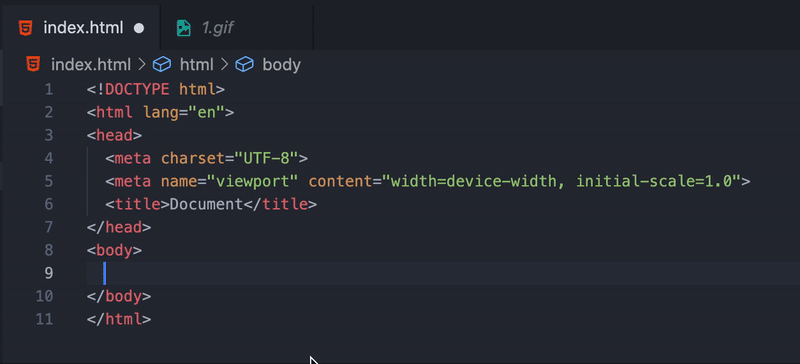 index.html 1.gif
index.html > html > body
1 <!DOCTYPE html>
2 <html lang="en">
3 <head>
4 <meta charset="UTF-8">
5 <meta name="viewport" content="width=device-width, initial-scale=1.0">
6 <title>Document</title>
7 </head>
8 <body>
9
10 </body>
11 </html>